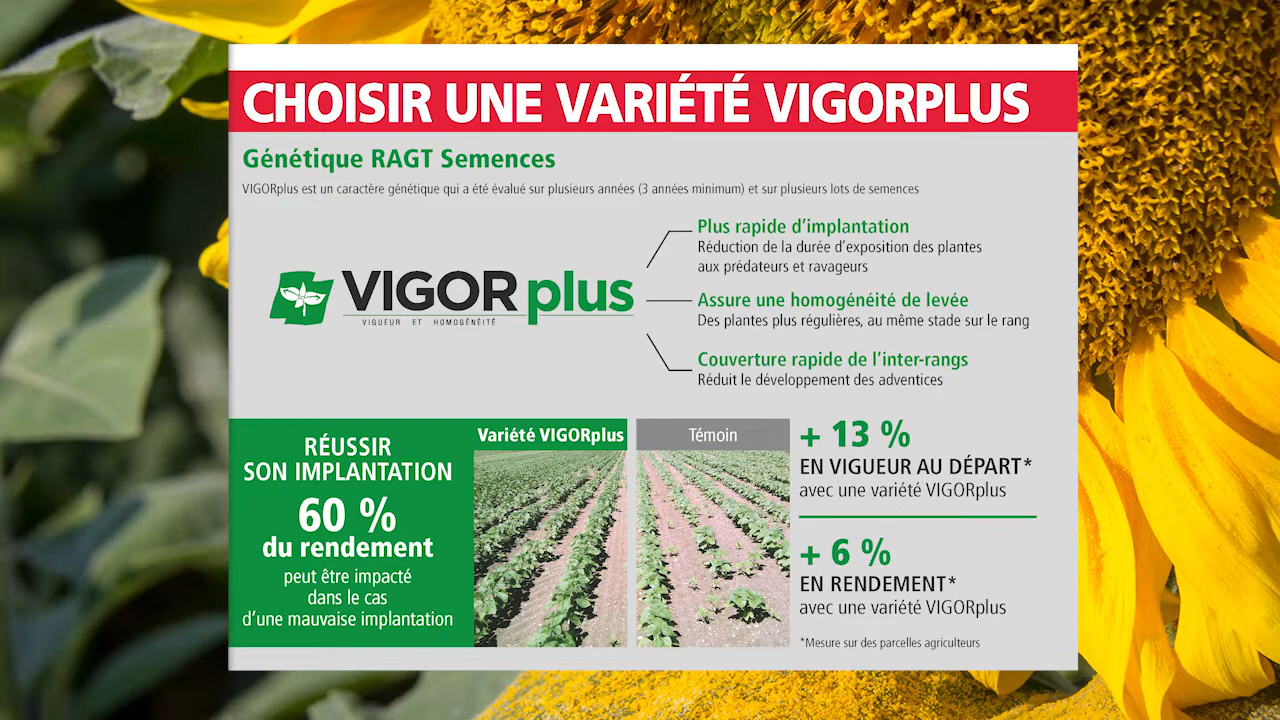 CHOISIR UNE VARIÉTÉ VIGORPLUS
Génétique RAGT Semences
VIGORplus est un caractère génétique qui a été évalué sur plusieurs années (3 années minimum) et sur plusieurs lots de semences
VIGOR plus
VIGUEUR ET HOMOGÉNÉITÉ
Plus rapide d'implantation
Réduction de la durée d'exposition des plantes
aux prédateurs et ravageurs
Assure une homogénéité de levée
Des plantes plus régulières, au même stade sur le rang
Couverture rapide de l'inter-rangs
Réduit le développement des adventices
RÉUSSIR
SON IMPLANTATION
60 %
du rendement
peut être impacté
dans le cas
d'une mauvaise implantation
Variété VIGORplus
Témoin
+ 13 %
EN VIGUEUR AU DÉPART*
avec une variété VIGORplus
+ 6 %
EN RENDEMENT*
avec une variété VIGORplus
*Mesure sur des parcelles agriculteurs